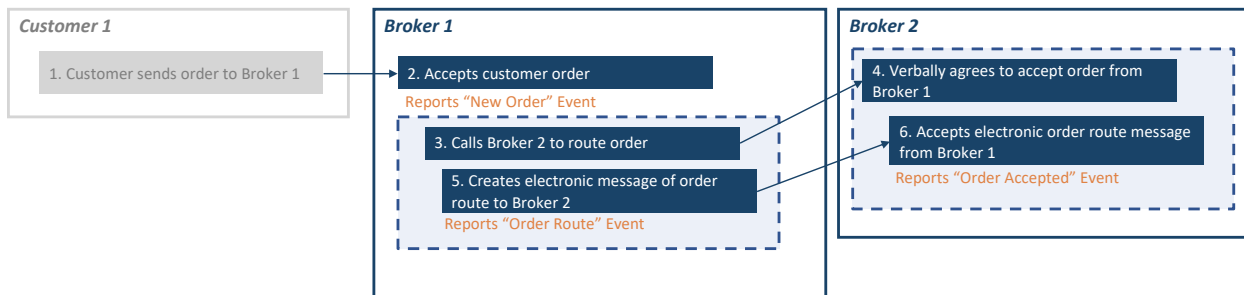 Customer 1
1. Customer sends order to Broker 1
Broker 1
2. Accepts customer order
Reports “New Order” Event
3. Calls Broker 2 to route order
5. Creates electronic message of order
route to Broker 2
Reports “Order Route” Event
Broker 2
4. Verbally agrees to accept order from
Broker 1
6. Accepts electronic order route message
from Broker 1
Reports “Order Accepted” Event